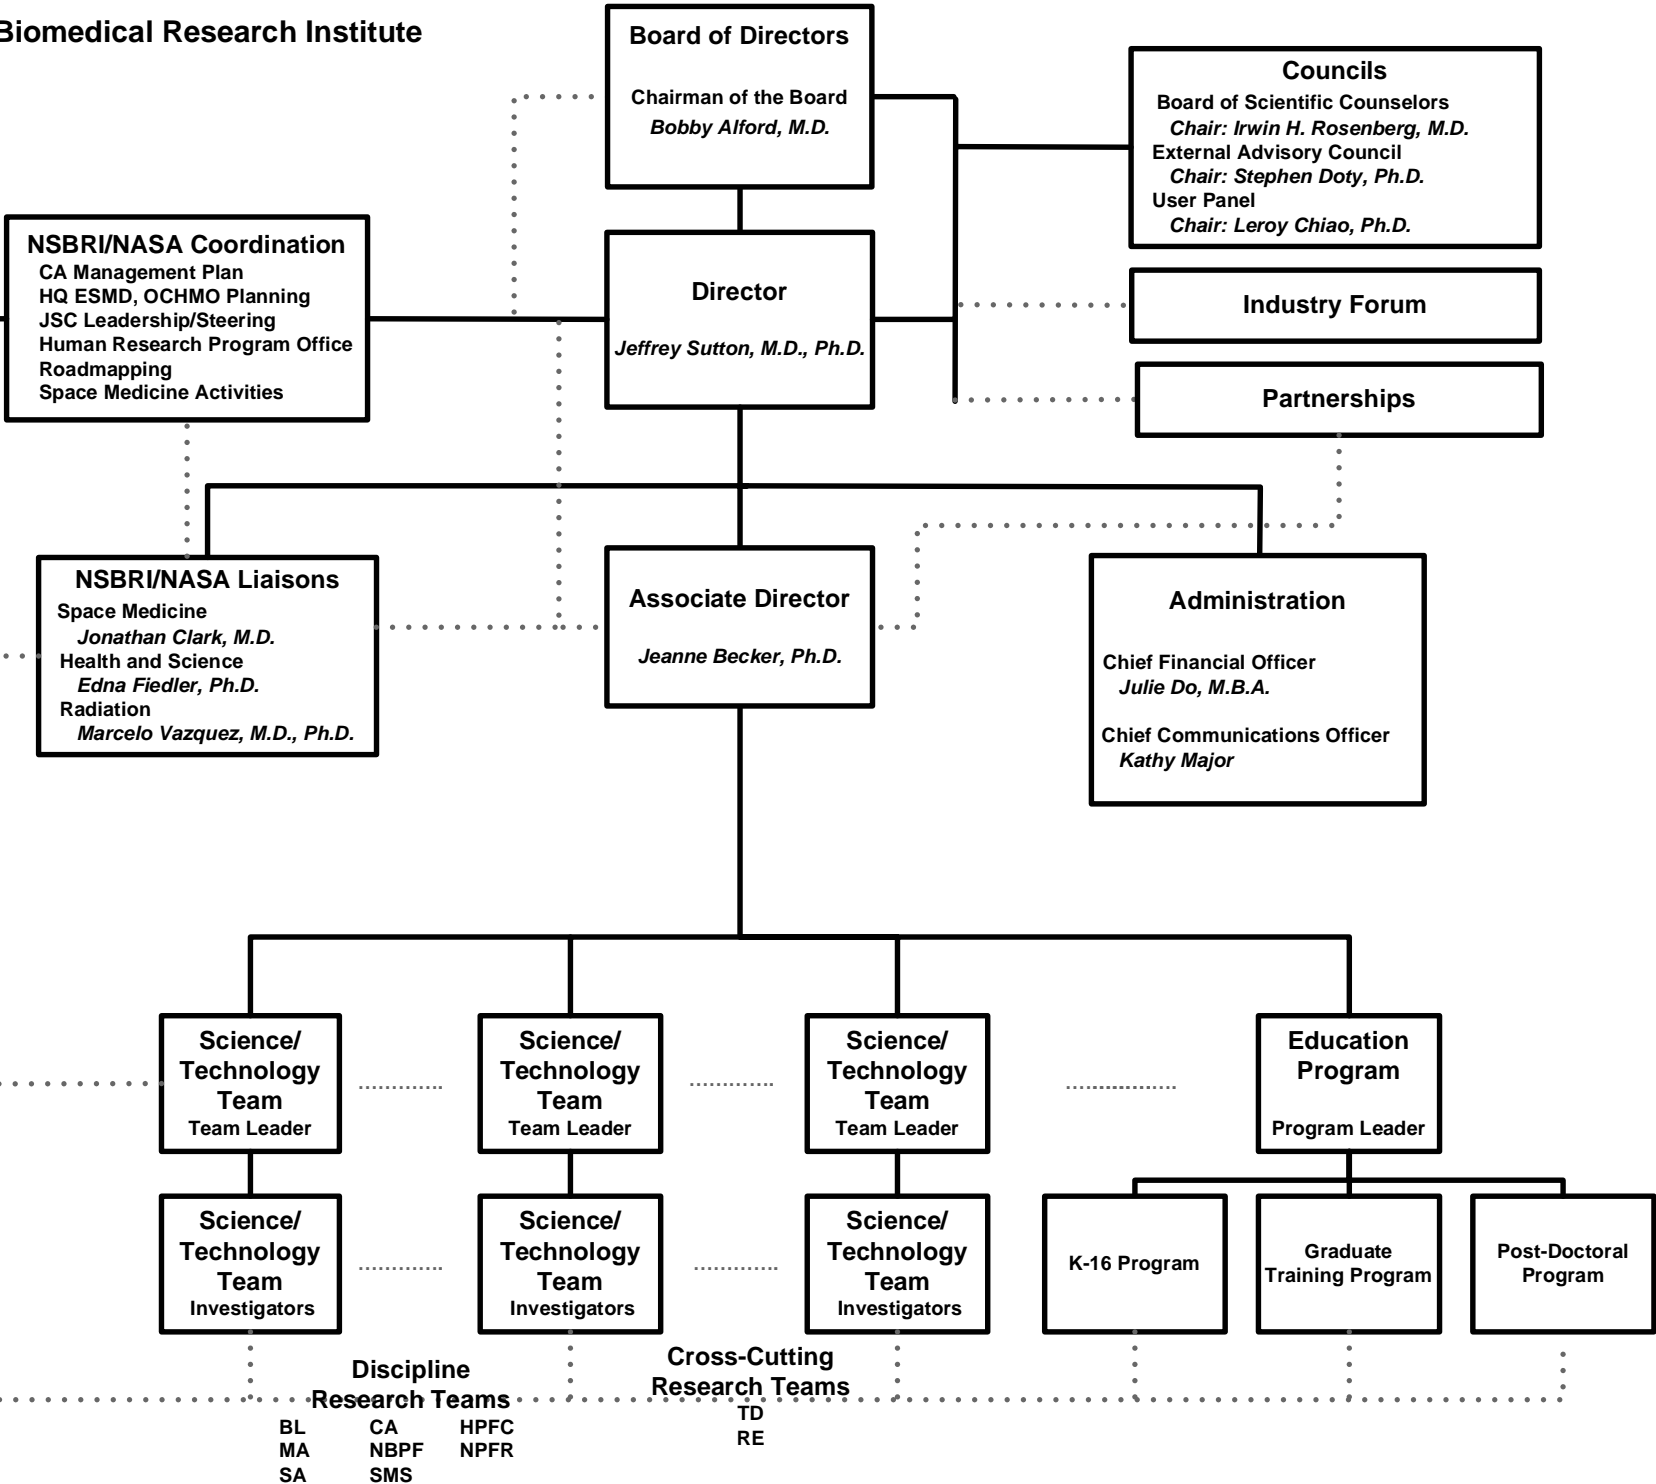 Biomedical Research Institute
Board of Directors
Chairman of the Board
Bobby Alford, M.D.
Councils
Board of Scientific Counselors
Chair: Irwin H. Rosenberg, M.D.
External Advisory Council
Chair: Stephen Doty, Ph.D.
User Panel
Chair: Leroy Chiao, Ph.D.
NSBRI/NASA Coordination
CA Management Plan
HQ ESMD, OCHMO Planning
JSC Leadership/Steering
Human Research Program Office
Roadmapping
Space Medicine Activities
Director
Jeffrey Sutton, M.D., Ph.D.
Industry Forum
Partnerships
NSBRI/NASA Liaisons
Space Medicine
Jonathan Clark, M.D.
Health and Science
Edna Fiedler, Ph.D.
Radiation
Marcelo Vazquez, M.D., Ph.D.
Associate Director
Jeanne Becker, Ph.D.
Administration
Chief Financial Officer
Julie Do, M.B.A.
Chief Communications Officer
Kathy Major
Science/
Technology
Team
Team Leader
Science/
Technology
Team
Team Leader
Science/
Technology
Team
Team Leader
Education
Program
Program Leader
Science/
Technology
Team
Investigators
Science/
Technology
Team
Investigators
Science/
Technology
Team
Investigators
K-16 Program
Graduate
Training Program
Post-Doctoral
Program
Discipline
Research Teams
BL CA HPFC
MA NBPF NPFR
SA SMS
Cross-Cutting
Research Teams
TD
RE